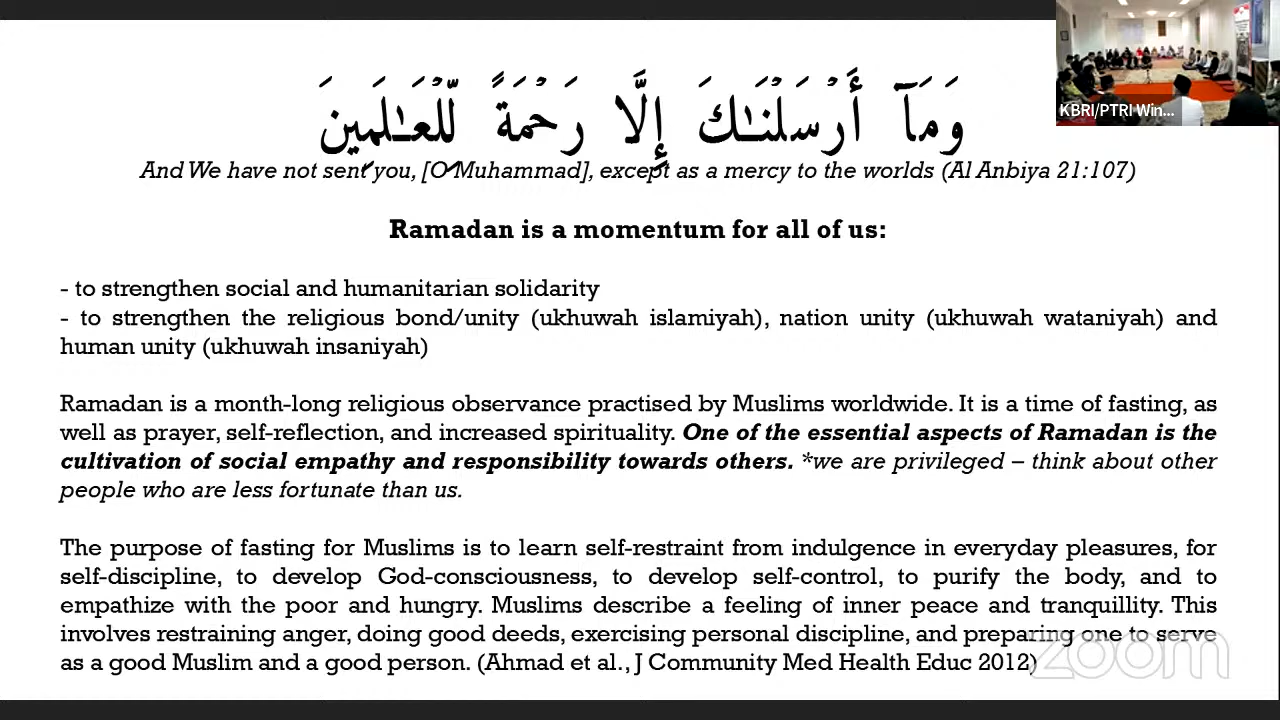 وَمَآ أَرْسَلْنَـٰكَ إِلَّا رَحْمَةً لِّلْعَـٰلَمِينَ
KBRI/PTRI Win...
And We have not sent you, [O Muhammad], except as a mercy to the worlds (Al Anbiya 21:107)
Ramadan is a momentum for all of us:
- to strengthen social and humanitarian solidarity
- to strengthen the religious bond/unity (ukhuwah islamiyah), nation unity (ukhuwah wataniyah) and
human unity (ukhuwah insaniyah)
Ramadan is a month-long religious observance practised by Muslims worldwide. It is a time of fasting, as
well as prayer, self-reflection, and increased spirituality. One of the essential aspects of Ramadan is the
cultivation of social empathy and responsibility towards others. *we are privileged – think about other
people who are less fortunate than us.
The purpose of fasting for Muslims is to learn self-restraint from indulgence in everyday pleasures, for
self-discipline, to develop God-consciousness, to develop self-control, to purify the body, and to
empathize with the poor and hungry. Muslims describe a feeling of inner peace and tranquillity. This
involves restraining anger, doing good deeds, exercising personal discipline, and preparing one to serve
as a good Muslim and a good person. (Ahmad et al., J Community Med Health Educ 2012)
zoom